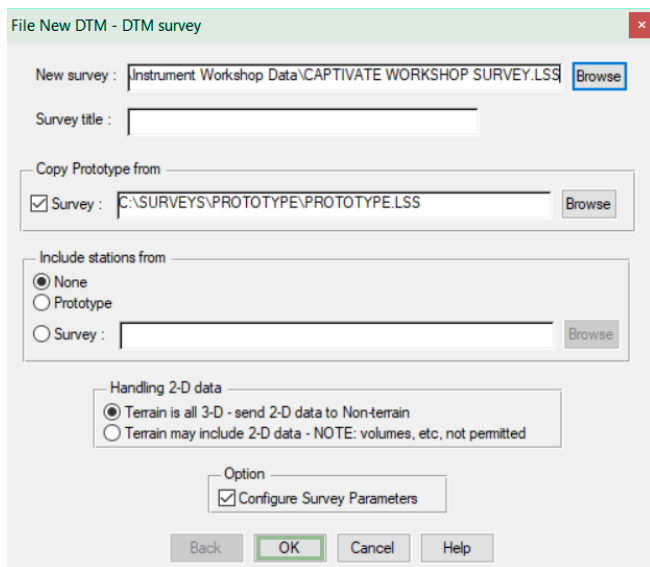 File New DTM - DTM survey
×
New survey : \Instrument Workshop Data\CAPTIVATE WORKSHOP SURVEY.LSS Browse
Survey title :
Copy Prototype from
Survey : C:\SURVEYS\PROTOTYPE\PROTOTYPE.LSS Browse
Include stations from
None
Prototype
Survey : Browse
Handling 2-D data
Terrain is all 3-D - send 2-D data to Non-terrain
Terrain may include 2-D data - NOTE: volumes, etc, not permitted
Option
Configure Survey Parameters
Back OK Cancel Help